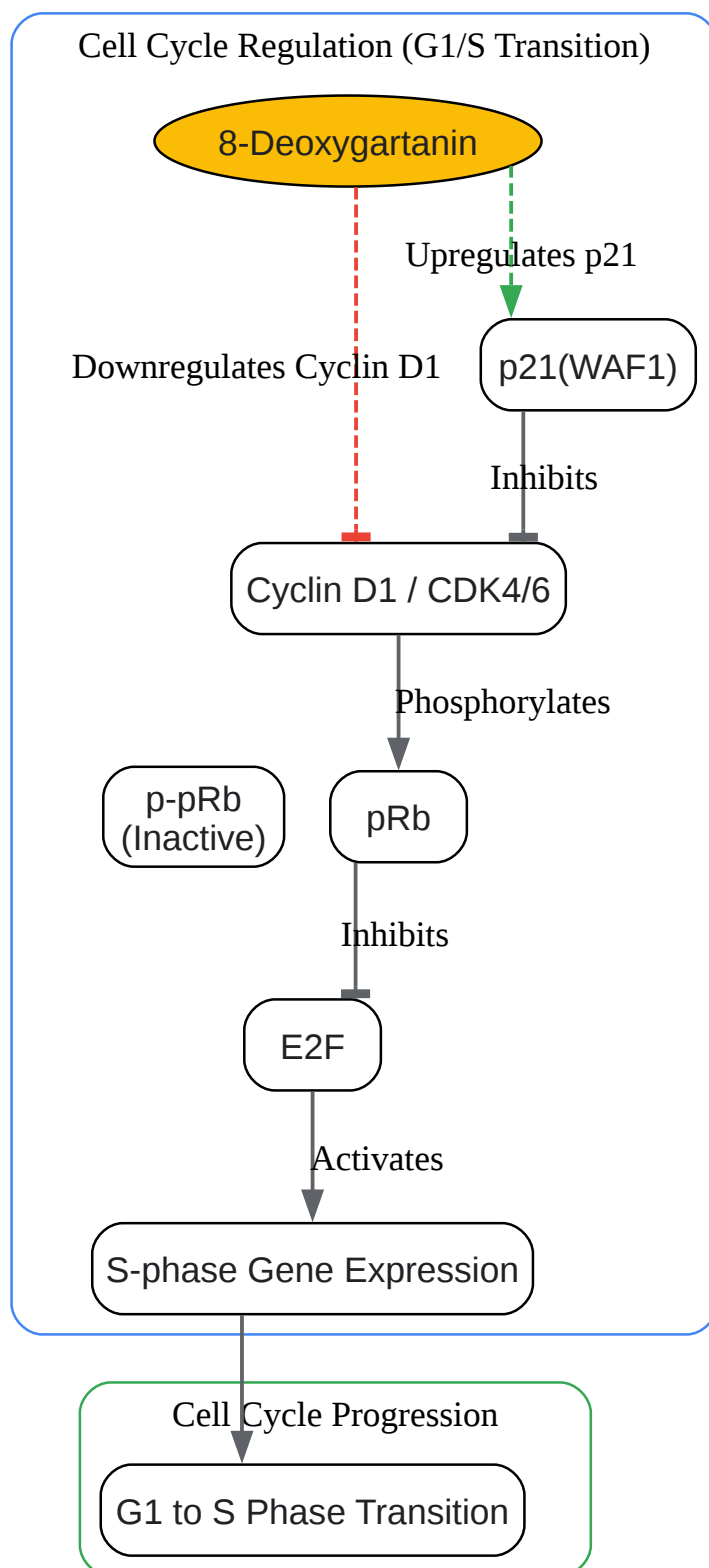 Cell Cycle Regulation (G1/S Transition)
8-Deoxygartanin
Upregulates p21
Downregulates Cyclin D1
p21(WAF1)
Inhibits
Cyclin D1 / CDK4/6
Phosphorylates
p-pRb
(Inactive)
pRb
Inhibits
E2F
Activates
S-phase Gene Expression
Cell Cycle Progression
G1 to S Phase Transition